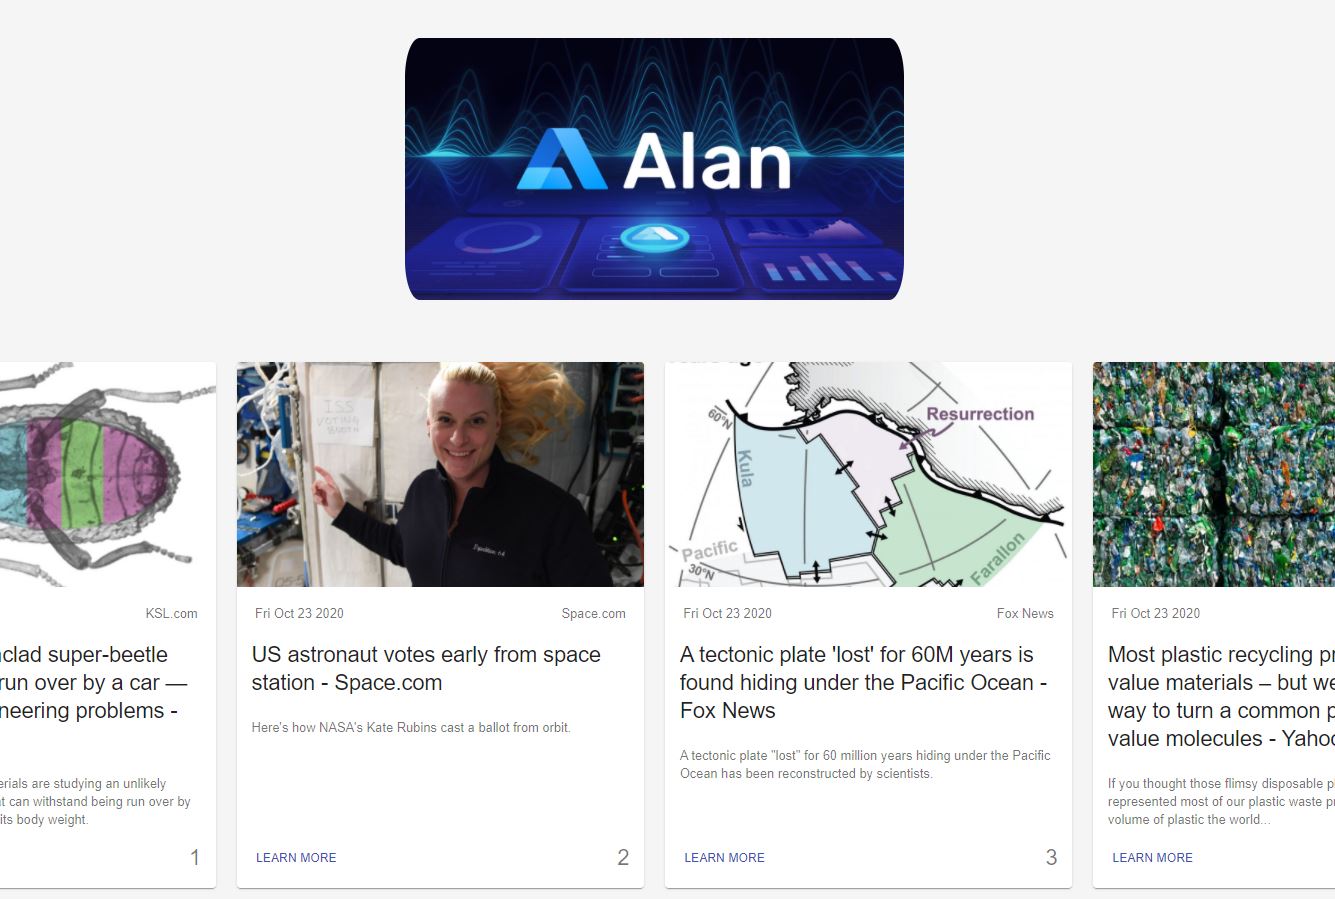 Alan
ISS
VOTING
BOOTH
Expedition 64
60°N
Kula
Resurrection
Pacific
30°N
Farallon
KSL.com
clad super-beetle
run over by a car —
neering problems -
erials are studying an unlikely
t can withstand being run over by
its body weight.
1
Fri Oct 23 2020
Space.com
US astronaut votes early from space
station - Space.com
Here's how NASA's Kate Rubins cast a ballot from orbit.
LEARN MORE
2
Fri Oct 23 2020
Fox News
A tectonic plate 'lost' for 60M years is
found hiding under the Pacific Ocean -
Fox News
A tectonic plate "lost" for 60 million years hiding under the Pacific
Ocean has been reconstructed by scientists.
LEARN MORE
3
Fri Oct 23 2020
Most plastic recycling pr
value materials – but we
way to turn a common p
value molecules - Yahoo
If you thought those flimsy disposable pl
represented most of our plastic waste pr
volume of plastic the world...
LEARN MORE